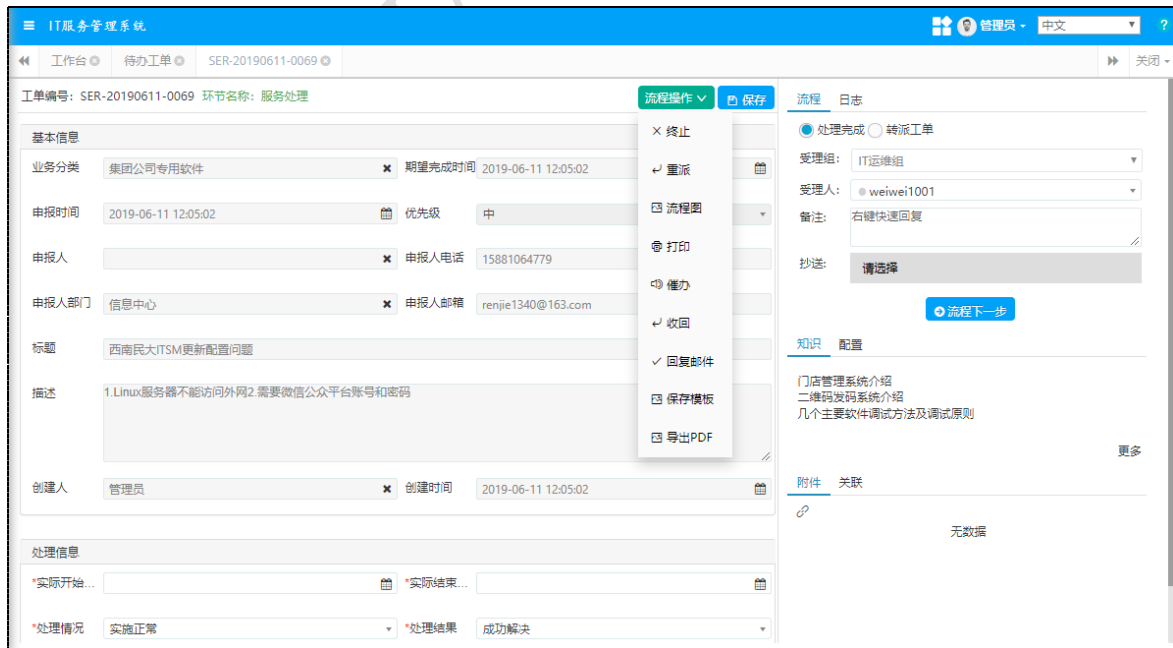 IT服务管理系统 管理员 中文 ?
工作台 待办工单 SER-20190611-0069 关闭
工单编号: SER-20190611-0069 环节名称: 服务处理 流程操作 保存
基本信息
业务分类 集团公司专用软件 期望完成时间 2019-06-11 12:05:02
申报时间 2019-06-11 12:05:02 优先级 中
申报人 申报人电话 15881064779
申报人部门 信息中心 申报人邮箱 renjie1340@163.com
标题 西南民大ITSM更新配置问题
描述 1.Linux服务器不能访问外网2.需要微信公众平台账号和密码
创建人 管理员 创建时间 2019-06-11 12:05:02
处理信息
*实际开始... *实际结束...
*处理情况 实施正常 *处理结果 成功解决
终止
重派
流程图
打印
催办
收回
回复邮件
保存模板
导出PDF
流程 日志
处理完成 转派工单
受理组: IT运维组
受理人: weiwei1001
备注: 右键快速回复
抄送: 请选择
流程下一步
知识 配置
门店管理系统介绍
二维码发码系统介绍
几个主要软件调试方法及调试原则
更多
附件 关联
无数据